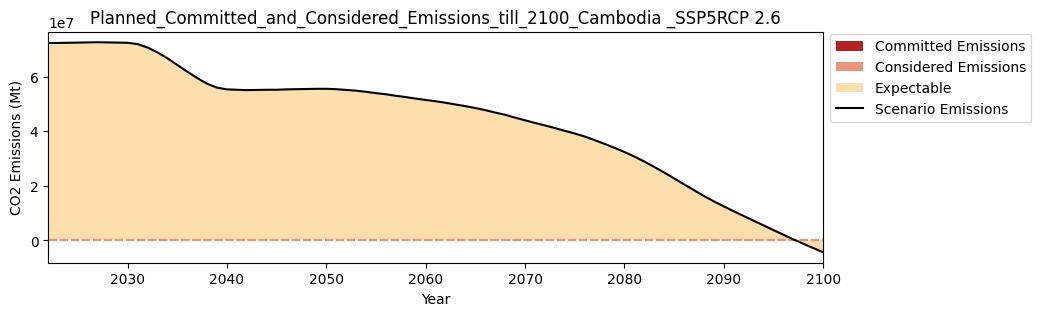 Planned_Committed_and_Considered_Emissions_till_2100_Cambodia _SSP5RCP 2.6
1e7
CO2 Emissions (Mt)
6
4
2
0
2030 2040 2050 2060 2070 2080 2090 2100
Year
Committed Emissions
Considered Emissions
Expectable
Scenario Emissions